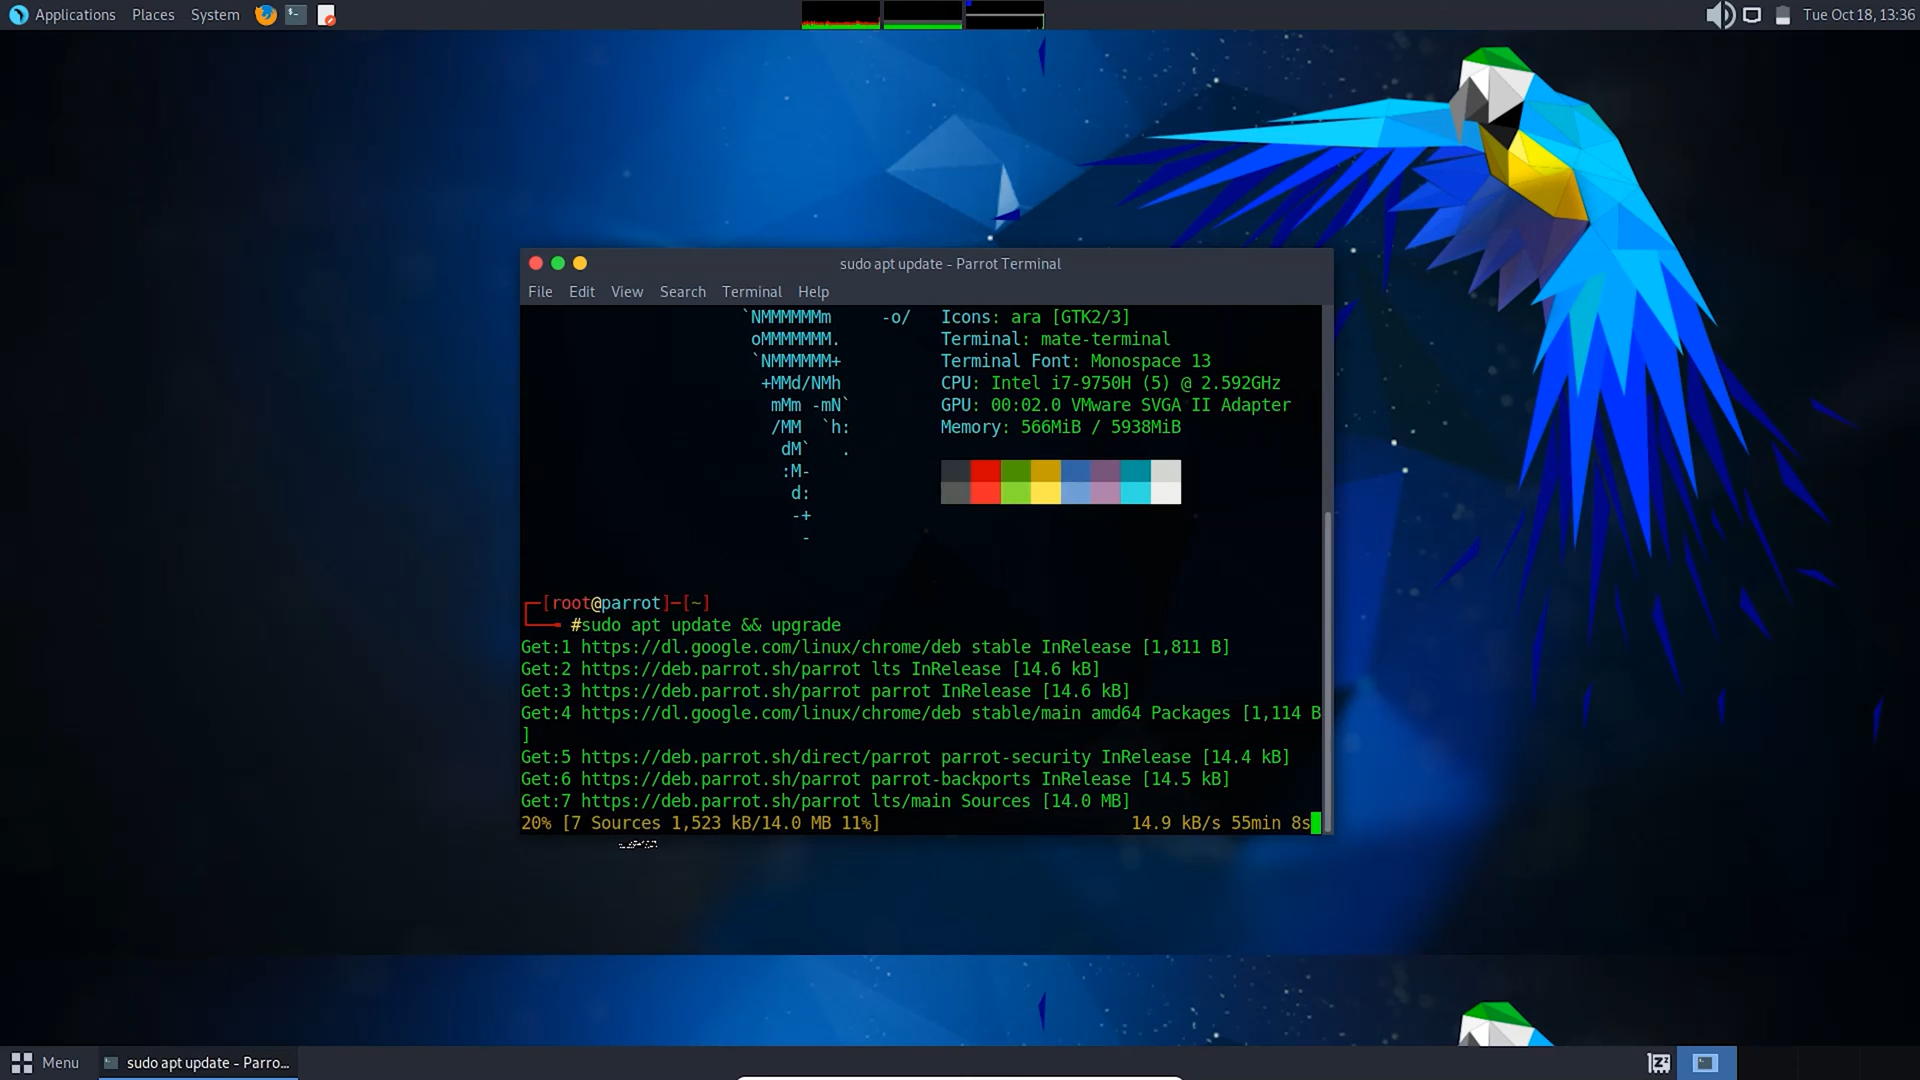 Applications Places System
Tue Oct 18, 13:36
sudo apt update - Parrot Terminal
File Edit View Search Terminal Help
`NMMMMMMm     -o/   Icons: ara [GTK2/3]
oMMMMMMM.   Terminal: mate-terminal
`NMMMMMM+   Terminal Font: Monospace 13
+MMd/NMh   CPU: Intel i7-9750H (5) @ 2.592GHz
mMm -mN`   GPU: 00:02.0 VMware SVGA II Adapter
/MM  `h:   Memory: 566MiB / 5938MiB
dM`   .
:M-
d:
-+
-
┌─[root@parrot]─[~]
└──╼ #sudo apt update && upgrade
Get:1 https://dl.google.com/linux/chrome/deb stable InRelease [1,811 B]
Get:2 https://deb.parrot.sh/parrot lts InRelease [14.6 kB]
Get:3 https://deb.parrot.sh/parrot parrot InRelease [14.6 kB]
Get:4 https://dl.google.com/linux/chrome/deb stable/main amd64 Packages [1,114 B
]
Get:5 https://deb.parrot.sh/direct/parrot parrot-security InRelease [14.4 kB]
Get:6 https://deb.parrot.sh/parrot parrot-backports InRelease [14.5 kB]
Get:7 https://deb.parrot.sh/parrot lts/main Sources [14.0 MB]
20% [7 Sources 1,523 kB/14.0 MB 11%]   14.9 kB/s 55min 8s
Menu sudo apt update - Parro...